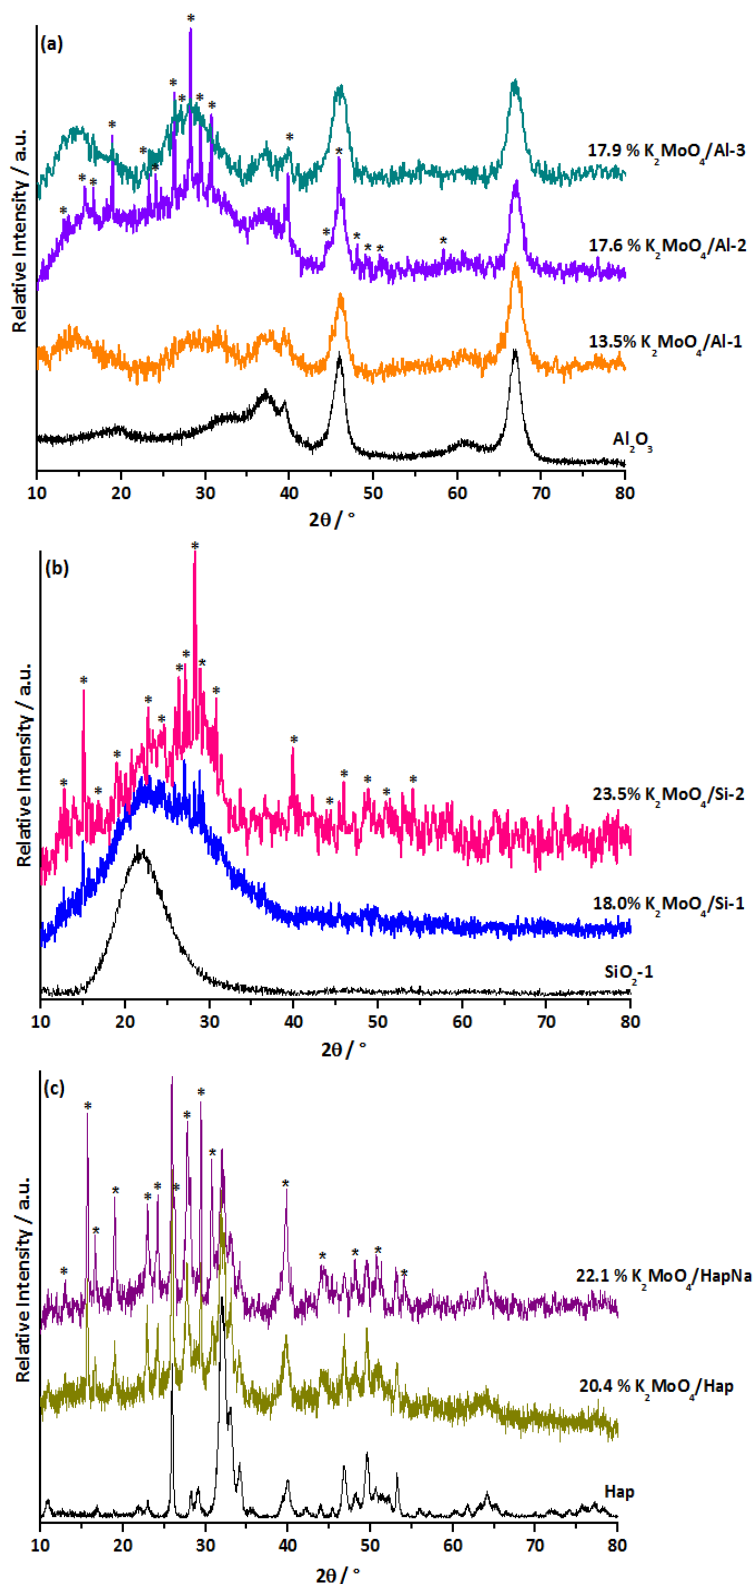 (a)
17.9 % K₂MoO₄/Al-3
17.6 % K₂MoO₄/Al-2
13.5% K₂MoO₄/Al-1
Al₂O₃
Relative Intensity / a.u.
10 20 30 40 50 60 70 80
2θ / °
(b)
23.5% K₂MoO₄/Si-2
18.0% K₂MoO₄/Si-1
SiO₂-1
Relative Intensity / a.u.
10 20 30 40 50 60 70 80
2θ / °
(c)
22.1 % K₂MoO₄/HapNa
20.4 % K₂MoO₄/Hap
Hap
Relative Intensity / a.u.
10 20 30 40 50 60 70 80
2θ / °